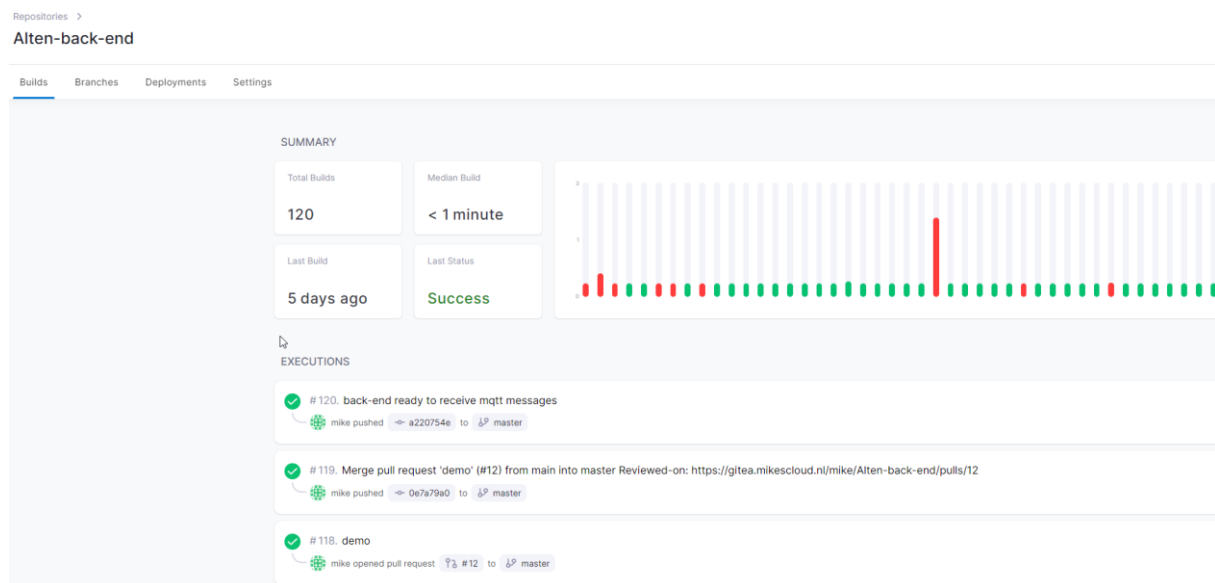 Repositories >
Alten-back-end
Builds Branches Deployments Settings
SUMMARY
Total Builds
120
Median Build
< 1 minute
Last Build
5 days ago
Last Status
Success
1
0
EXECUTIONS
#120. back-end ready to receive mqtt messages
mike pushed a220754e to master
#119. Merge pull request 'demo' (#12) from main into master Reviewed-on: https://gitea.mikescloud.nl/mike/Alten-back-end/pulls/12
mike pushed 0e7a79a0 to master
#118. demo
mike opened pull request #12 to master